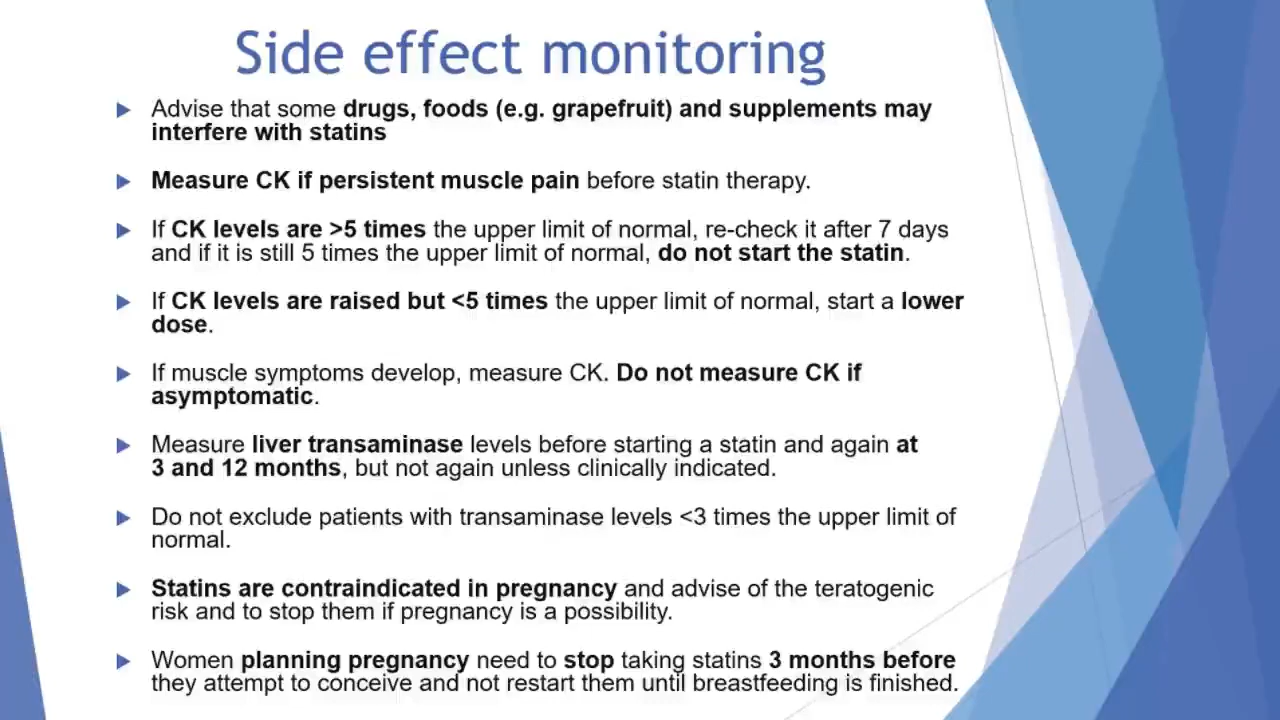 Side effect monitoring
Advise that some drugs, foods (e.g. grapefruit) and supplements may
interfere with statins
Measure CK if persistent muscle pain before statin therapy.
If CK levels are >5 times the upper limit of normal, re-check it after 7 days
and if it is still 5 times the upper limit of normal, do not start the statin.
If CK levels are raised but <5 times the upper limit of normal, start a lower
dose.
If muscle symptoms develop, measure CK. Do not measure CK if
asymptomatic.
Measure liver transaminase levels before starting a statin and again at
3 and 12 months, but not again unless clinically indicated.
Do not exclude patients with transaminase levels <3 times the upper limit of
normal.
Statins are contraindicated in pregnancy and advise of the teratogenic
risk and to stop them if pregnancy is a possibility.
Women planning pregnancy need to stop taking statins 3 months before
they attempt to conceive and not restart them until breastfeeding is finished.